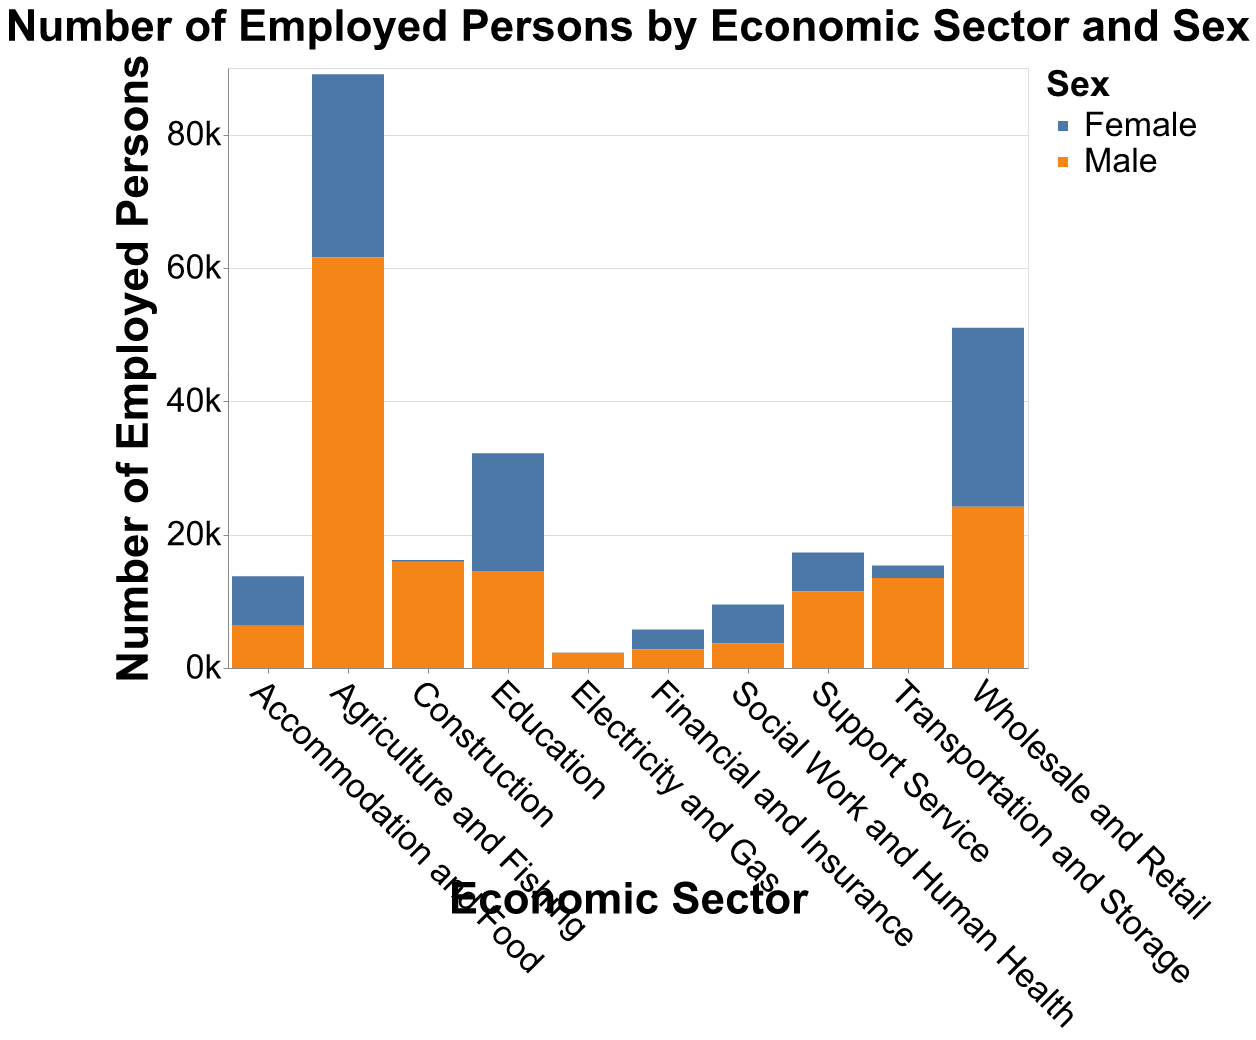 Number of Employed Persons by Economic Sector and Sex
Number of Employed Persons
80k
60k
40k
20k
0k
Sex
Female
Male
Accommodation and Food
Agriculture and Fishing
Construction
Education
Electricity and Gas
Financial and Insurance
Social Work and Human Health
Support Service
Transportation and Storage
Wholesale and Retail
Economic Sector